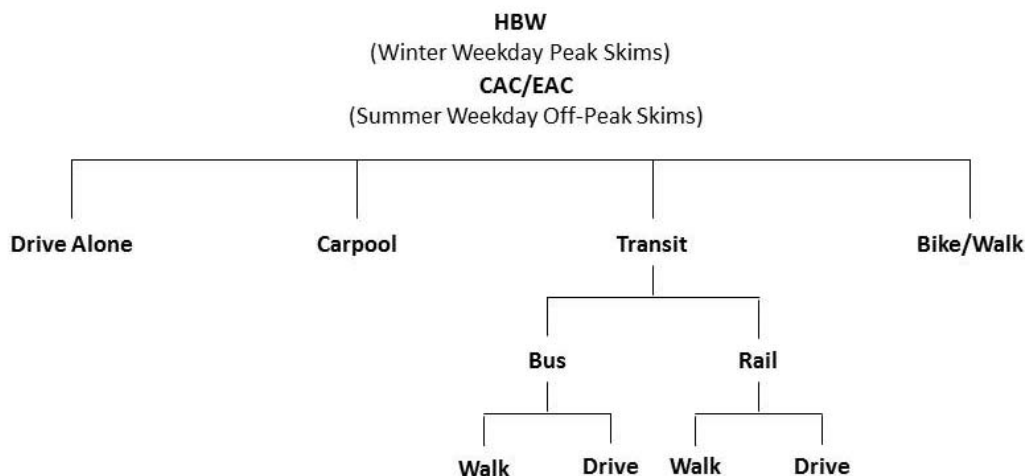 HBW
(Winter Weekday Peak Skims)
CAC/EAC
(Summer Weekday Off-Peak Skims)
Drive Alone Carpool Transit Bike/Walk
Bus Rail
Walk Drive Walk Drive